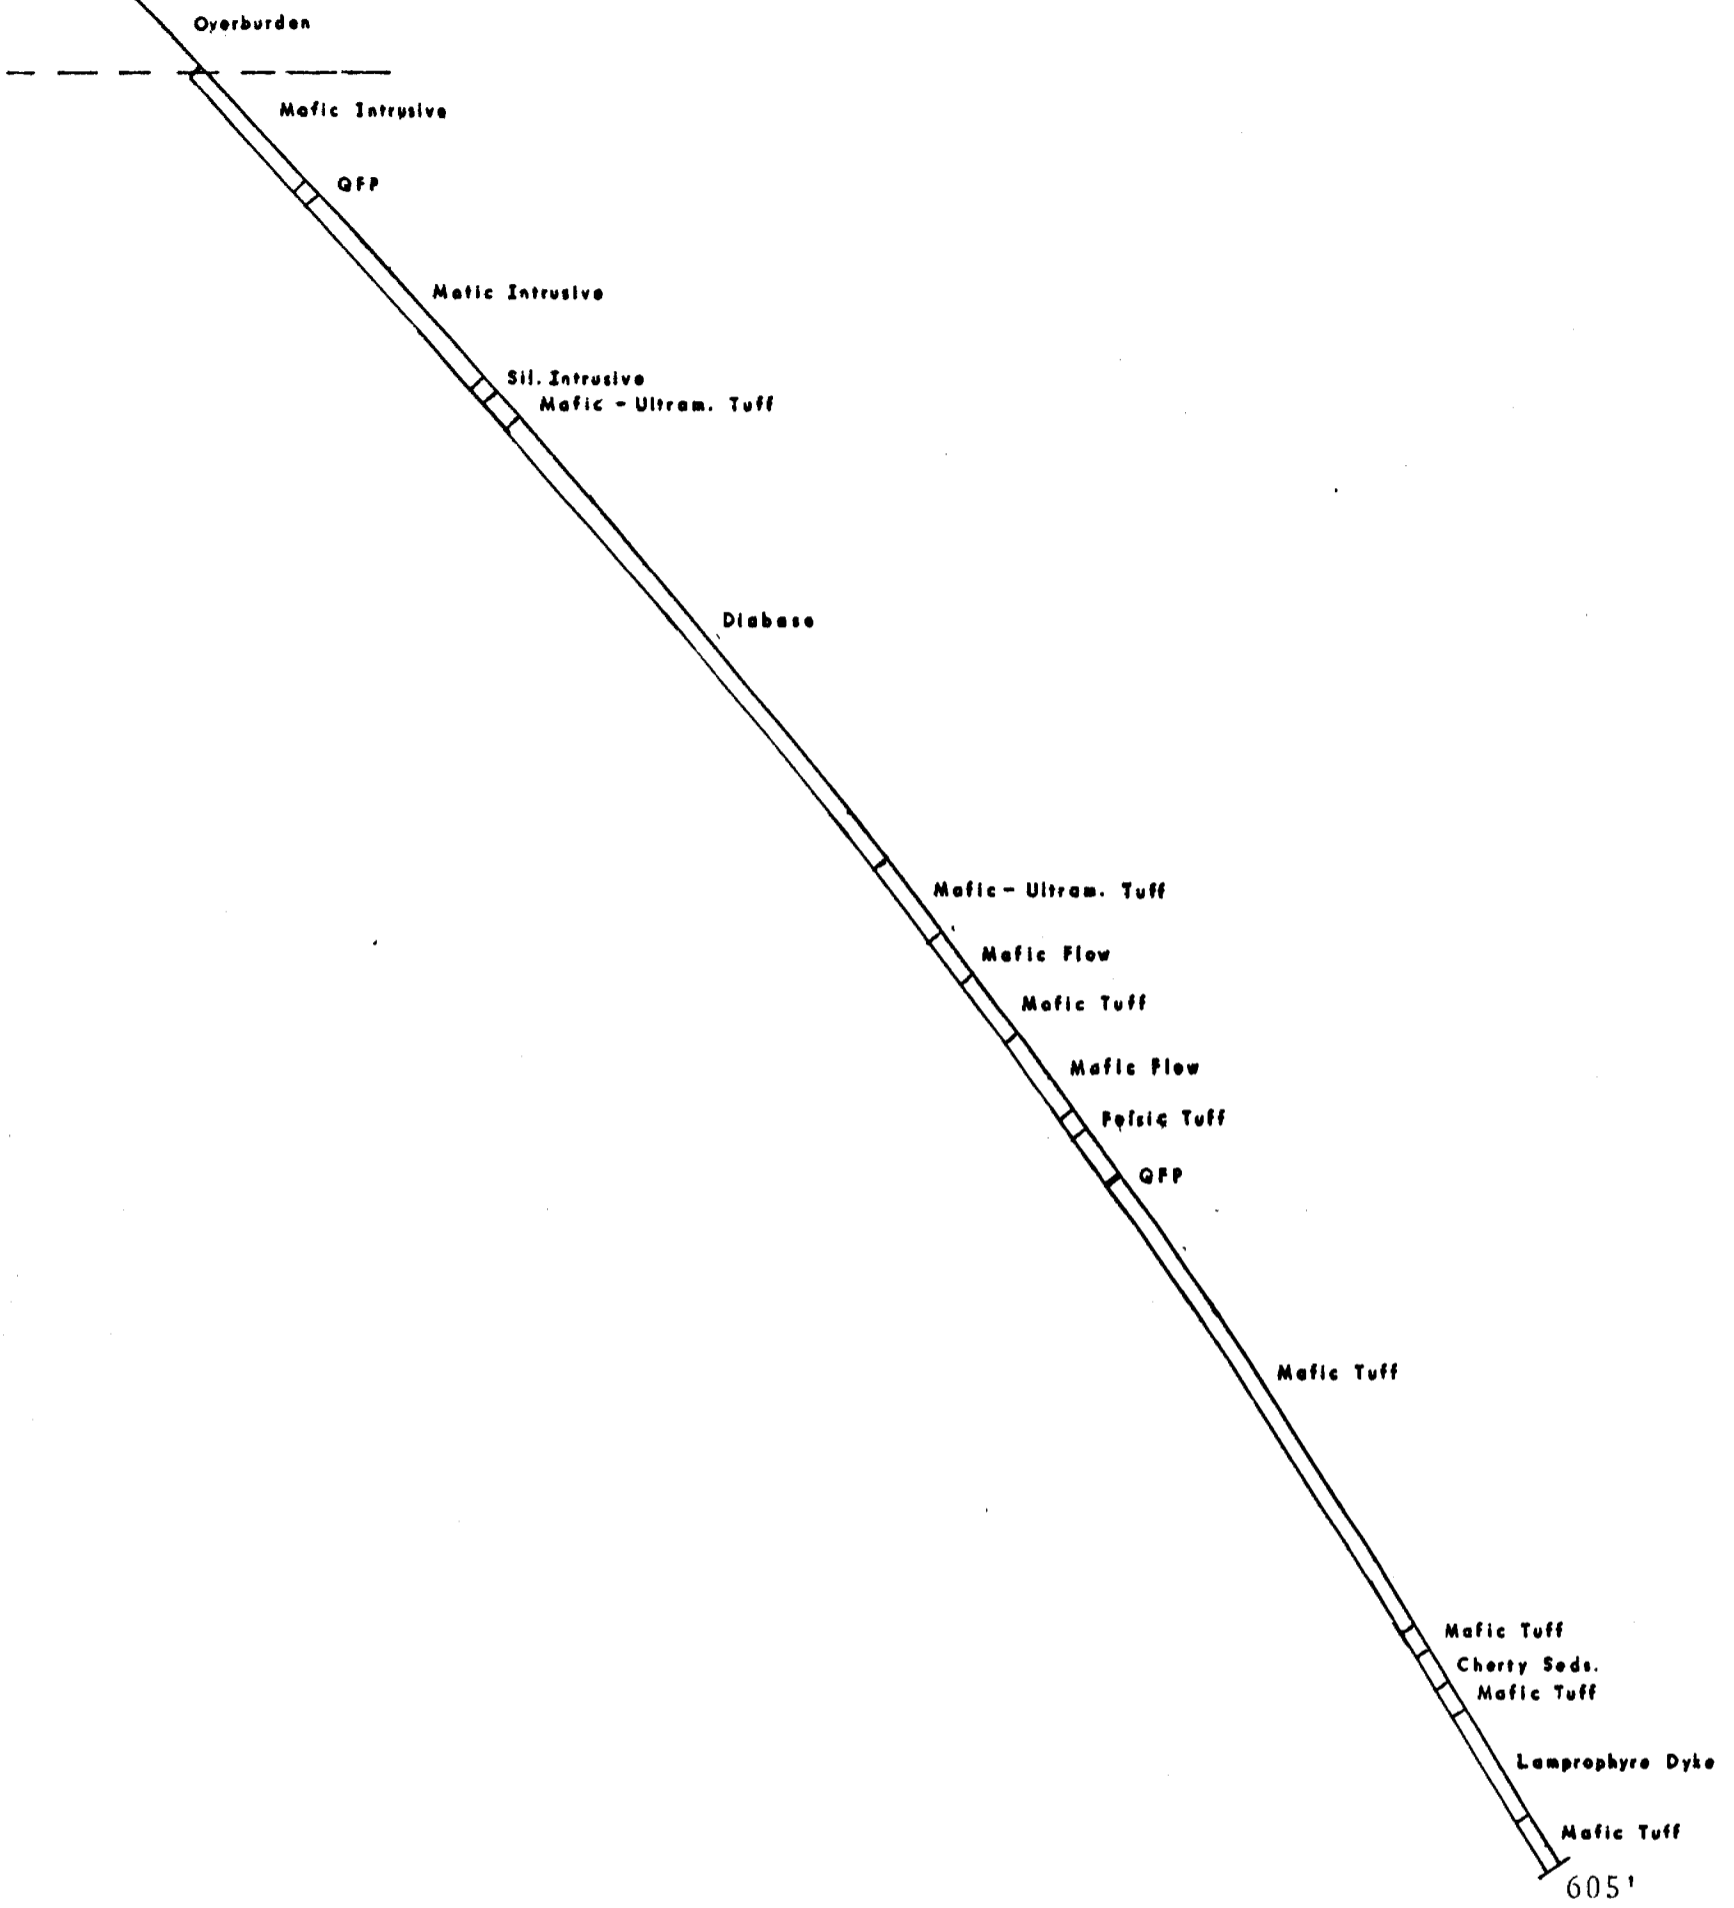 Overburden
Mafic Intrusive
QFP
Mafic Intrusive
Sil. Intrusive
Mafic - Ultram. Tuff
Diabase
Mafic - Ultram. Tuff
Mafic Flow
Mafic Tuff
Mafic Flow
Felsic Tuff
QFP
Mafic Tuff
Mafic Tuff
Cherty Seds.
Mafic Tuff
Lamprophyre Dyke
Mafic Tuff
605'